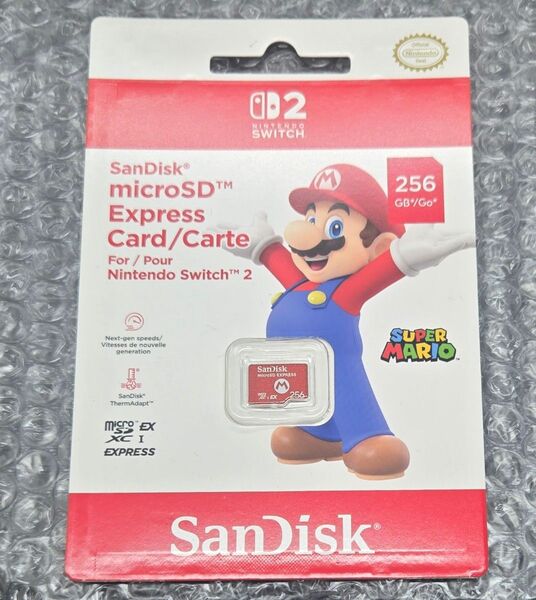 Official
Nintendo
Seal
2
NINTENDO
SWITCH
SanDisk®
microSD™
Express
Card/Carte
For / Pour
Nintendo Switch™ 2
256
GB*/Go*
M
Next-gen speeds/
Vitesses de nouvelle
generation
SUPER
MARIO™
SanDisk
microSD EXPRESS
M
256
SanDisk®
ThermAdapt™
micro SD EX
XC I
EXPRESS
SanDisk®